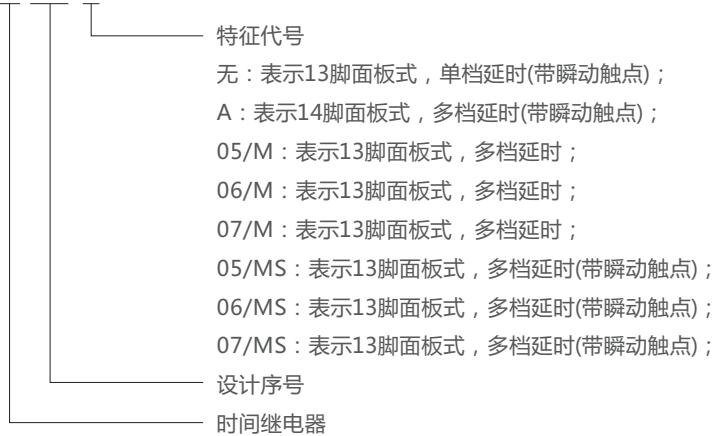 特征代号
无：表示13脚面板式，单档延时(带瞬动触点)；
A：表示14脚面板式，多档延时(带瞬动触点)；
05/M：表示13脚面板式，多档延时；
06/M：表示13脚面板式，多档延时；
07/M：表示13脚面板式，多档延时；
05/MS：表示13脚面板式，多档延时(带瞬动触点)；
06/MS：表示13脚面板式，多档延时(带瞬动触点)；
07/MS：表示13脚面板式，多档延时(带瞬动触点)；
设计序号
时间继电器